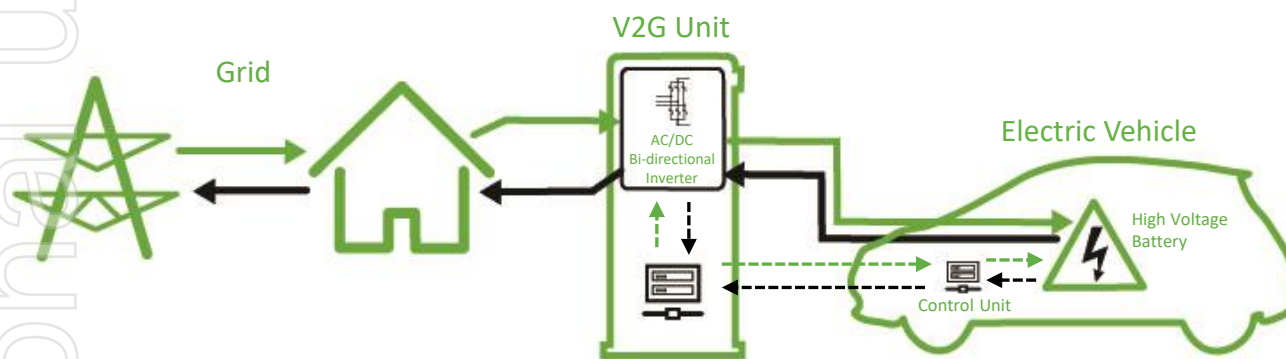 V2G Unit
Grid
Electric Vehicle
AC/DC
Bi-directional
Inverter
High Voltage
Battery
Control Unit